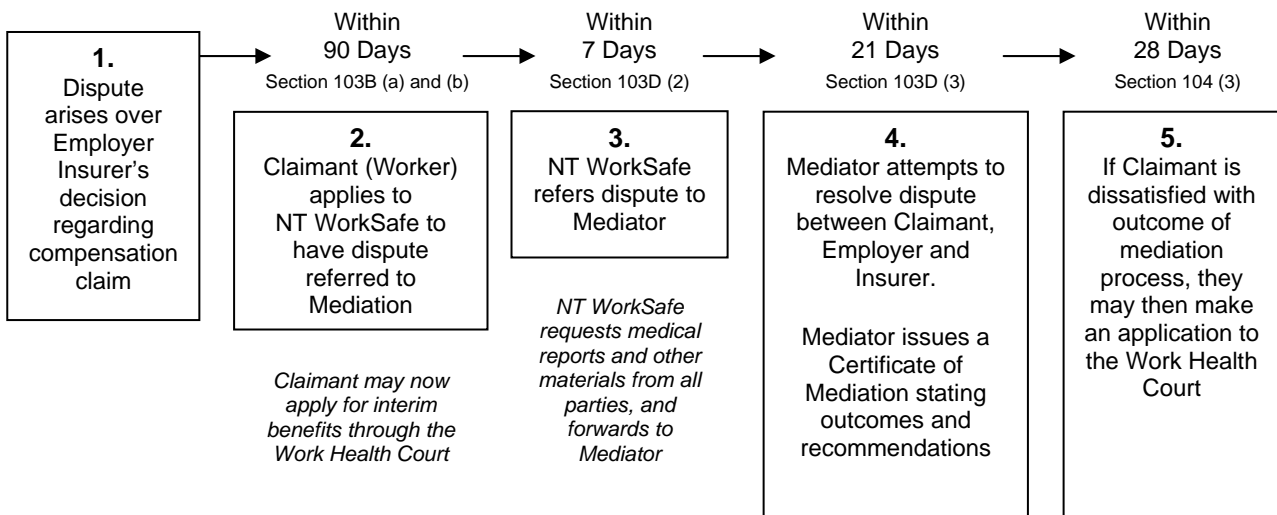 1.
Dispute
arises over
Employer
Insurer’s
decision
regarding
compensation
claim
Within
90 Days
Section 103B (a) and (b)
2.
Claimant (Worker)
applies to
NT WorkSafe to
have dispute
referred to
Mediation
Claimant may now
apply for interim
benefits through the
Work Health Court
Within
7 Days
Section 103D (2)
3.
NT WorkSafe
refers dispute to
Mediator
NT WorkSafe
requests medical
reports and other
materials from all
parties, and
forwards to
Mediator
Within
21 Days
Section 103D (3)
4.
Mediator attempts to
resolve dispute
between Claimant,
Employer and
Insurer.
Mediator issues a
Certificate of
Mediation stating
outcomes and
recommendations
Within
28 Days
Section 104 (3)
5.
If Claimant is
dissatisfied with
outcome of
mediation
process, they
may then make
an application to
the Work Health
Court